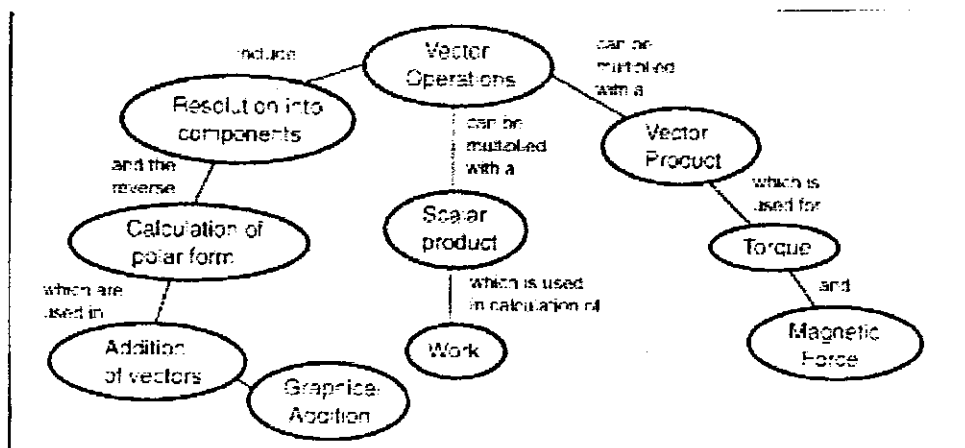 Vector
Operations
include
can be
multiplied
with a
Resolution into
components
can be
multiplied
with a
Vector
Product
and the
reverse
which is
used for
Calculation of
polar form
Scalar
product
Torque
which are
used in
which is used
in calculation of
and
Addition
of vectors
Work
Magnetic
Force
Graphical
Addition